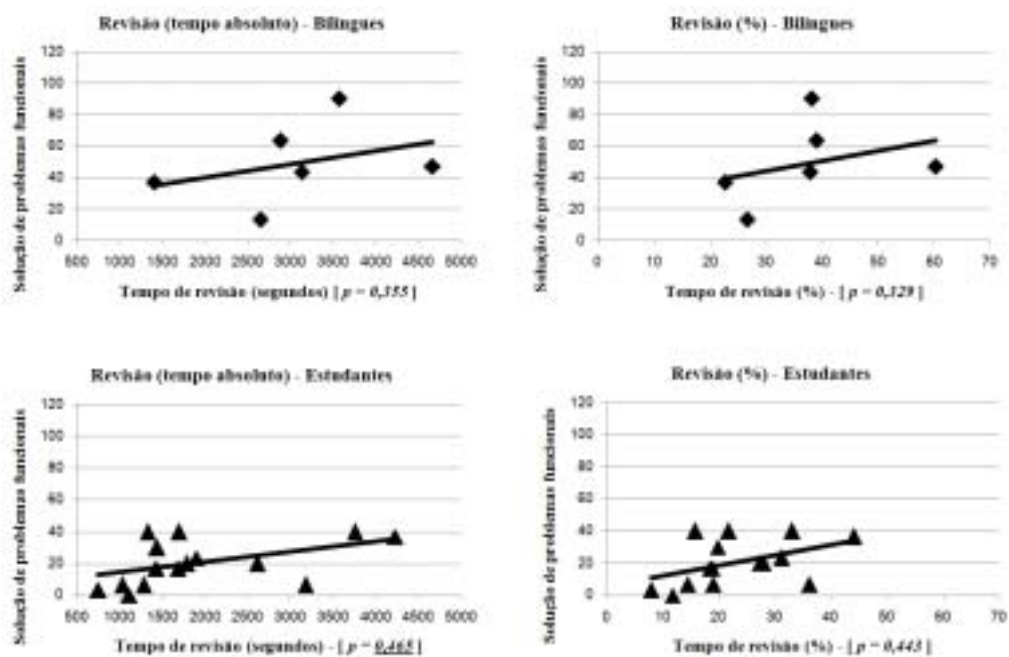 Revisão (tempo absoluto) - Bilíngues
Solução de problemas funcionais
120
100
80
60
40
20
0
500 1000 1500 2000 2500 3000 3500 4000 4500 5000
Tempo de revisão (segundos) [ p = 0,355 ]
Revisão (%) - Bilíngues
Solução de problemas funcionais
120
100
80
60
40
20
0
0 10 20 30 40 50 60 70
Tempo de revisão (%) - [ p = 0,329 ]
Revisão (tempo absoluto) - Estudantes
Solução de problemas funcionais
120
100
80
60
40
20
0
500 1000 1500 2000 2500 3000 3500 4000 4500 5000
Tempo de revisão (segundos) - [ p = 0,465 ]
Revisão (%) - Estudantes
Solução de problemas funcionais
120
100
80
60
40
20
0
0 10 20 30 40 50 60 70
Tempo de revisão (%) - [ p = 0,443 ]